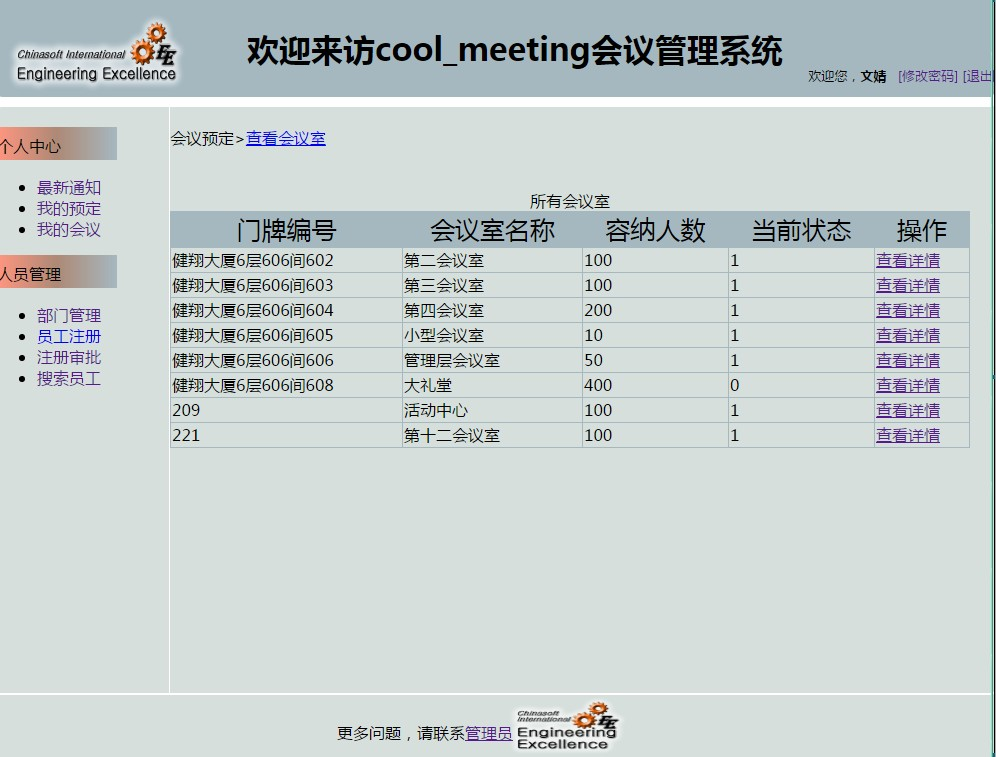 Chinasoft International
EE
Engineering Excellence
欢迎来访cool_meeting会议管理系统
欢迎您，文婧 [修改密码] [退出
个人中心
最新通知
我的预定
我的会议
人员管理
部门管理
员工注册
注册审批
搜索员工
会议预定>查看会议室
所有会议室
门牌编号 会议室名称 容纳人数 当前状态 操作
健翔大厦6层606间602 第二会议室 100 1 查看详情
健翔大厦6层606间603 第三会议室 100 1 查看详情
健翔大厦6层606间604 第四会议室 200 1 查看详情
健翔大厦6层606间605 小型会议室 10 1 查看详情
健翔大厦6层606间606 管理层会议室 50 1 查看详情
健翔大厦6层606间608 大礼堂 400 0 查看详情
209 活动中心 100 1 查看详情
221 第十二会议室 100 1 查看详情
更多问题，请联系管理员
Chinasoft
International
EE
Engineering
Excellence